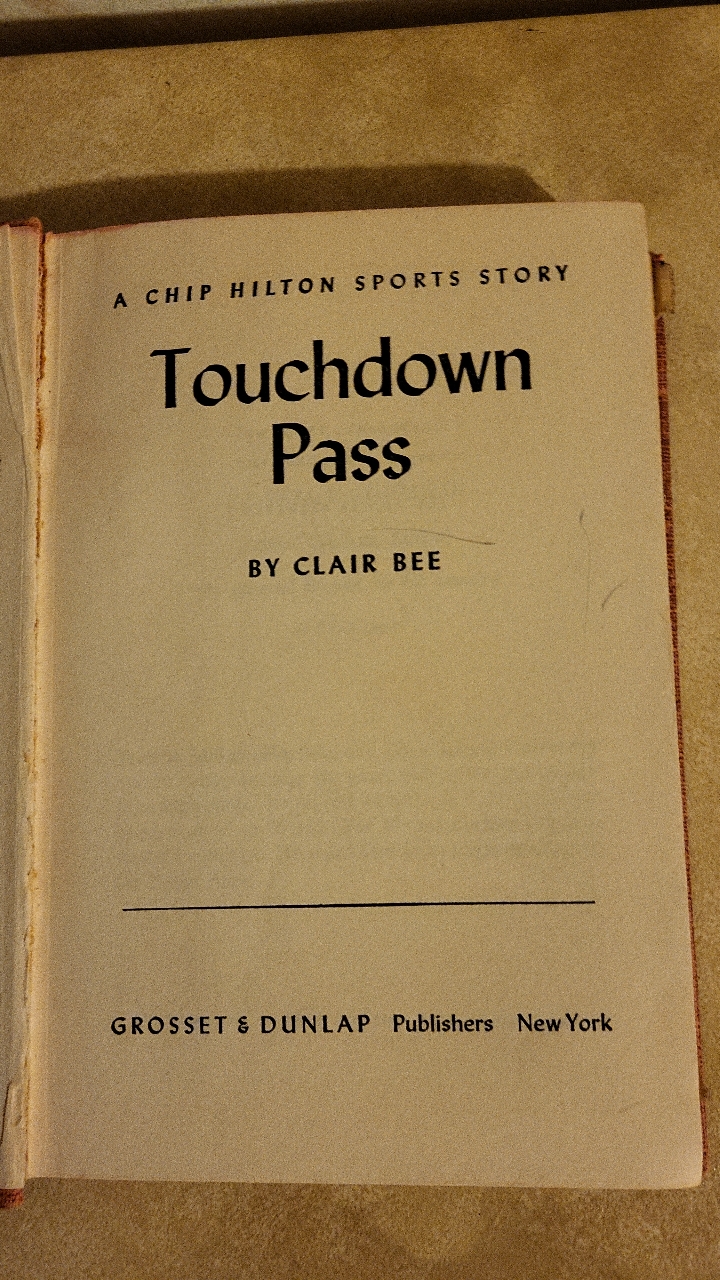 A CHIP HILTON SPORTS STORY
Touchdown
Pass
BY CLAIR BEE
GROSSET & DUNLAP Publishers New York